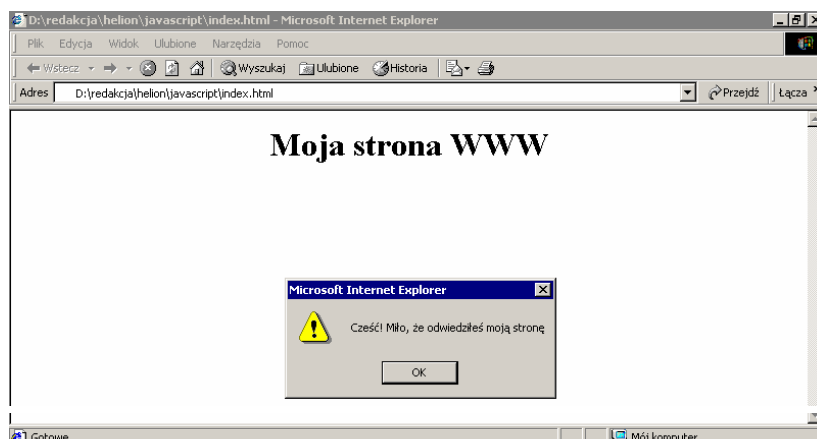 D:\redakcja\helion\javascript\index.html - Microsoft Internet Explorer
Plik Edycja Widok Ulubione Narzędzia Pomoc
Wstecz Wyszukaj Ulubione Historia
Adres D:\redakcja\helion\javascript\index.html Przejdź Łącza
Moja strona WWW
Microsoft Internet Explorer
Cześć! Miło, że odwiedziłeś moją stronę
OK
Gotowe Mój komputer